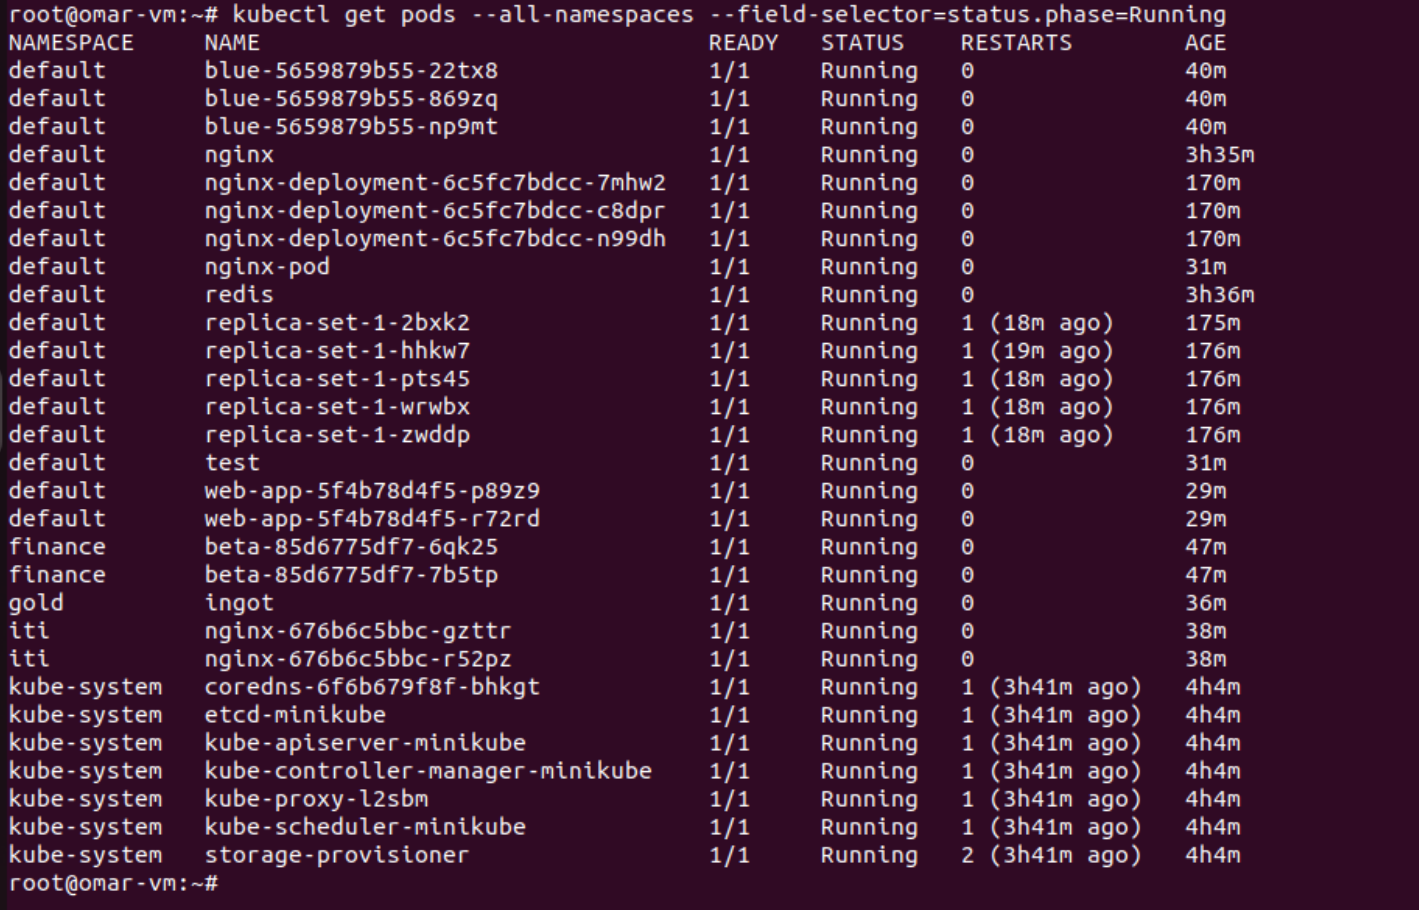 root@omar-vm:~# kubectl get pods --all-namespaces --field-selector=status.phase=Running
NAMESPACE     NAME                                READY   STATUS    RESTARTS        AGE
default       blue-5659879b55-22tx8               1/1     Running   0               40m
default       blue-5659879b55-869zq               1/1     Running   0               40m
default       blue-5659879b55-np9mt               1/1     Running   0               40m
default       nginx                               1/1     Running   0               3h35m
default       nginx-deployment-6c5fc7bdcc-7mhw2   1/1     Running   0               170m
default       nginx-deployment-6c5fc7bdcc-c8dpr   1/1     Running   0               170m
default       nginx-deployment-6c5fc7bdcc-n99dh   1/1     Running   0               170m
default       nginx-pod                           1/1     Running   0               31m
default       redis                               1/1     Running   0               3h36m
default       replica-set-1-2bxk2                 1/1     Running   1 (18m ago)     175m
default       replica-set-1-hhkw7                 1/1     Running   1 (19m ago)     176m
default       replica-set-1-pts45                 1/1     Running   1 (18m ago)     176m
default       replica-set-1-wrwbx                 1/1     Running   1 (18m ago)     176m
default       replica-set-1-zwddp                 1/1     Running   1 (18m ago)     176m
default       test                                1/1     Running   0               31m
default       web-app-5f4b78d4f5-p89z9            1/1     Running   0               29m
default       web-app-5f4b78d4f5-r72rd            1/1     Running   0               29m
finance       beta-85d6775df7-6qk25               1/1     Running   0               47m
finance       beta-85d6775df7-7b5tp               1/1     Running   0               47m
gold          ingot                               1/1     Running   0               36m
iti           nginx-676b6c5bbc-gzttr              1/1     Running   0               38m
iti           nginx-676b6c5bbc-r52pz              1/1     Running   0               38m
kube-system   coredns-6f6b679f8f-bhkgt            1/1     Running   1 (3h41m ago)   4h4m
kube-system   etcd-minikube                       1/1     Running   1 (3h41m ago)   4h4m
kube-system   kube-apiserver-minikube             1/1     Running   1 (3h41m ago)   4h4m
kube-system   kube-controller-manager-minikube    1/1     Running   1 (3h41m ago)   4h4m
kube-system   kube-proxy-l2sbm                    1/1     Running   1 (3h41m ago)   4h4m
kube-system   kube-scheduler-minikube             1/1     Running   1 (3h41m ago)   4h4m
kube-system   storage-provisioner                 1/1     Running   2 (3h41m ago)   4h4m
root@omar-vm:~#